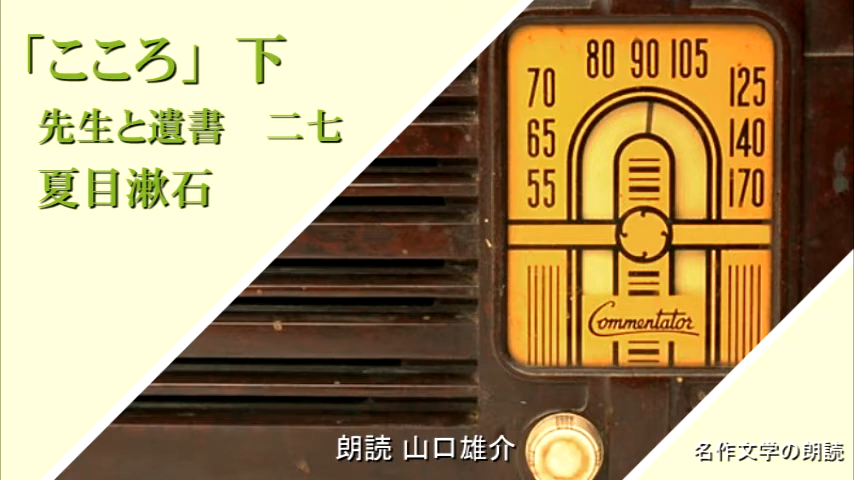 「こころ」 下
先生と遺書 二七
夏目漱石
80 90 105
70 125
65 140
55 170
Commentator
朗読 山口雄介
名作文学の朗読